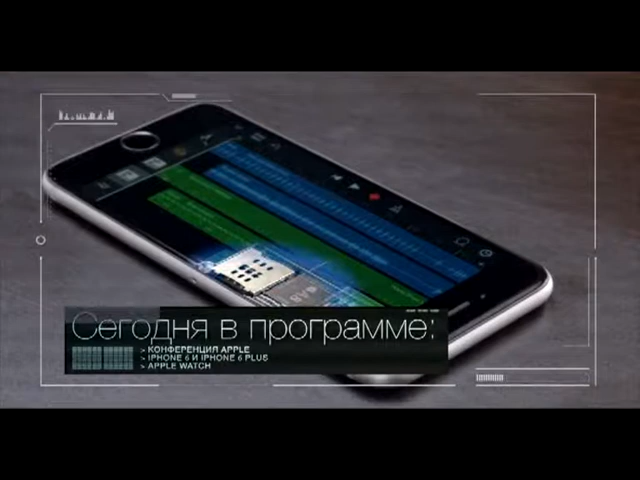 Сегодня в программе:
> КОНФЕРЕНЦИЯ APPLE
> IPHONE 6 И IPHONE 6 PLUS
> APPLE WATCH